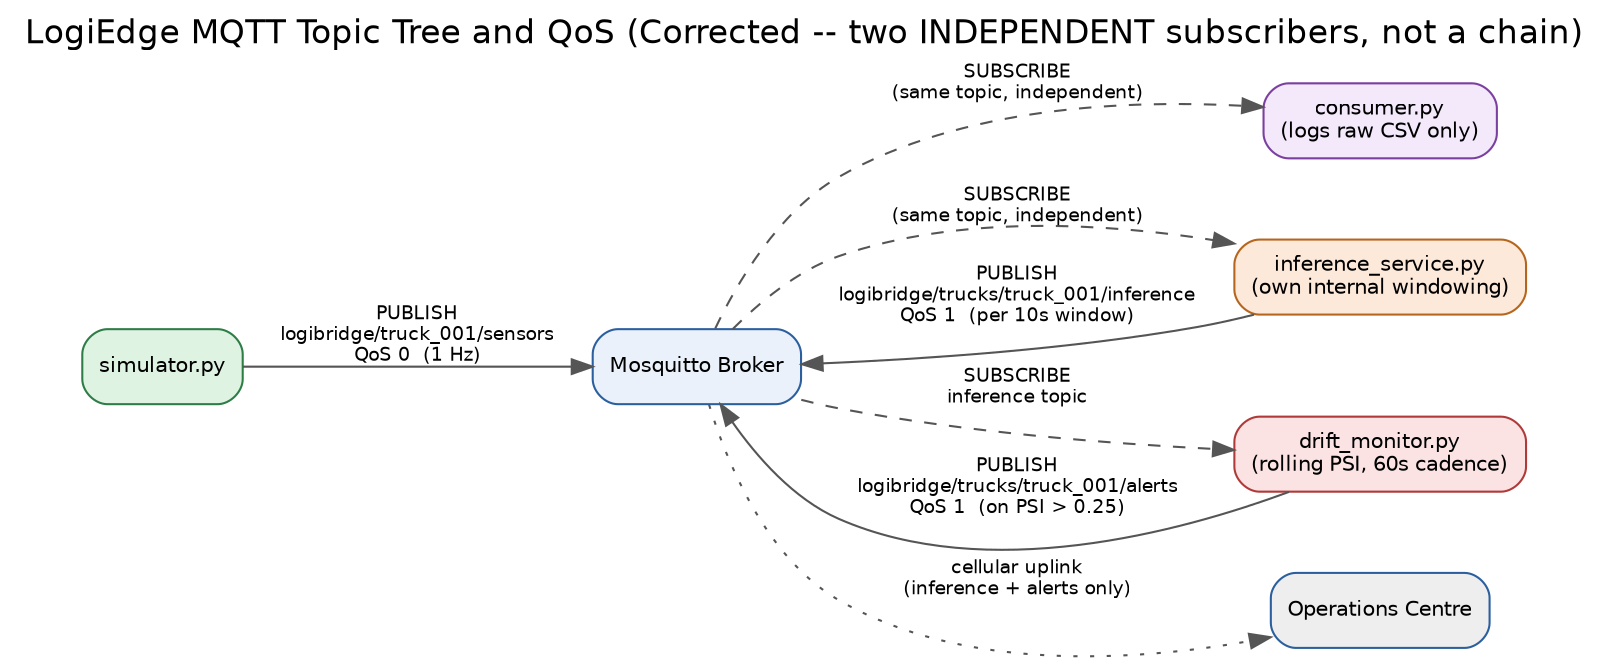 LogiEdge MQTT Topic Tree and QoS (Corrected -- two INDEPENDENT subscribers, not a chain)
SUBSCRIBE
(same topic, independent)
consumer.py
(logs raw CSV only)
SUBSCRIBE
(same topic, independent)
inference_service.py
(own internal windowing)
PUBLISH
logibridge/trucks/truck_001/inference
QoS 1  (per 10s window)
PUBLISH
logibridge/truck_001/sensors
QoS 0  (1 Hz)
simulator.py
Mosquitto Broker
SUBSCRIBE
inference topic
drift_monitor.py
(rolling PSI, 60s cadence)
PUBLISH
logibridge/trucks/truck_001/alerts
QoS 1  (on PSI > 0.25)
cellular uplink
(inference + alerts only)
Operations Centre